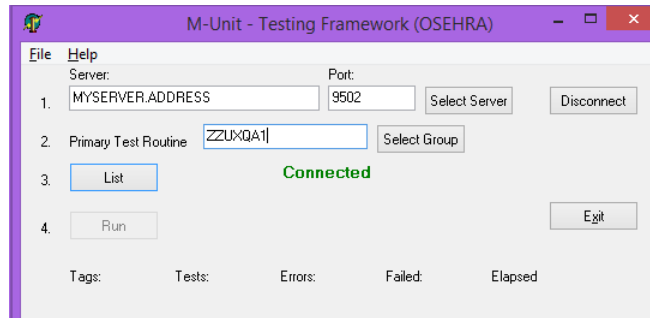 M-Unit - Testing Framework (OSEHRA)
File Help
Server: Port:
1. MYSERVER.ADDRESS 9502 Select Server Disconnect
2. Primary Test Routine ZZUXQA1 Select Group
3. List Connected
Exit
4. Run
Tags: Tests: Errors: Failed: Elapsed